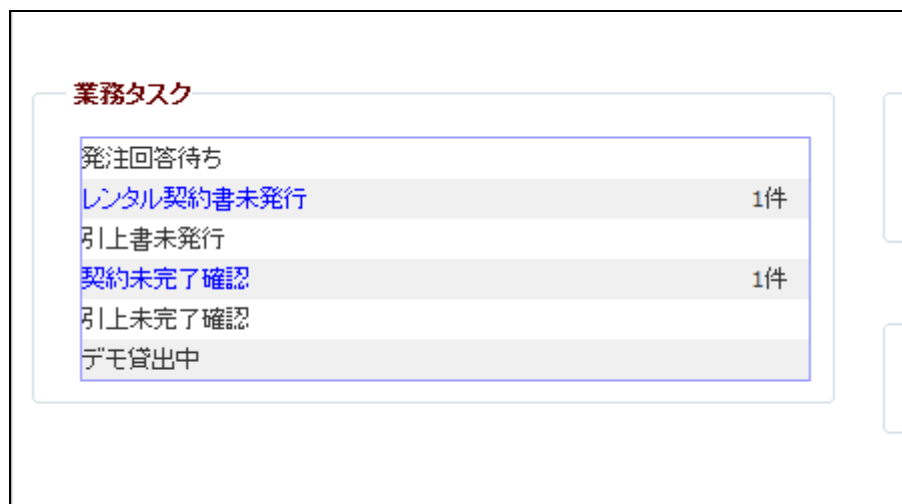 業務タスク
発注回答待ち
レンタル契約書未発行 1件
引上書未発行
契約未完了確認 1件
引上未完了確認
デモ貸出中